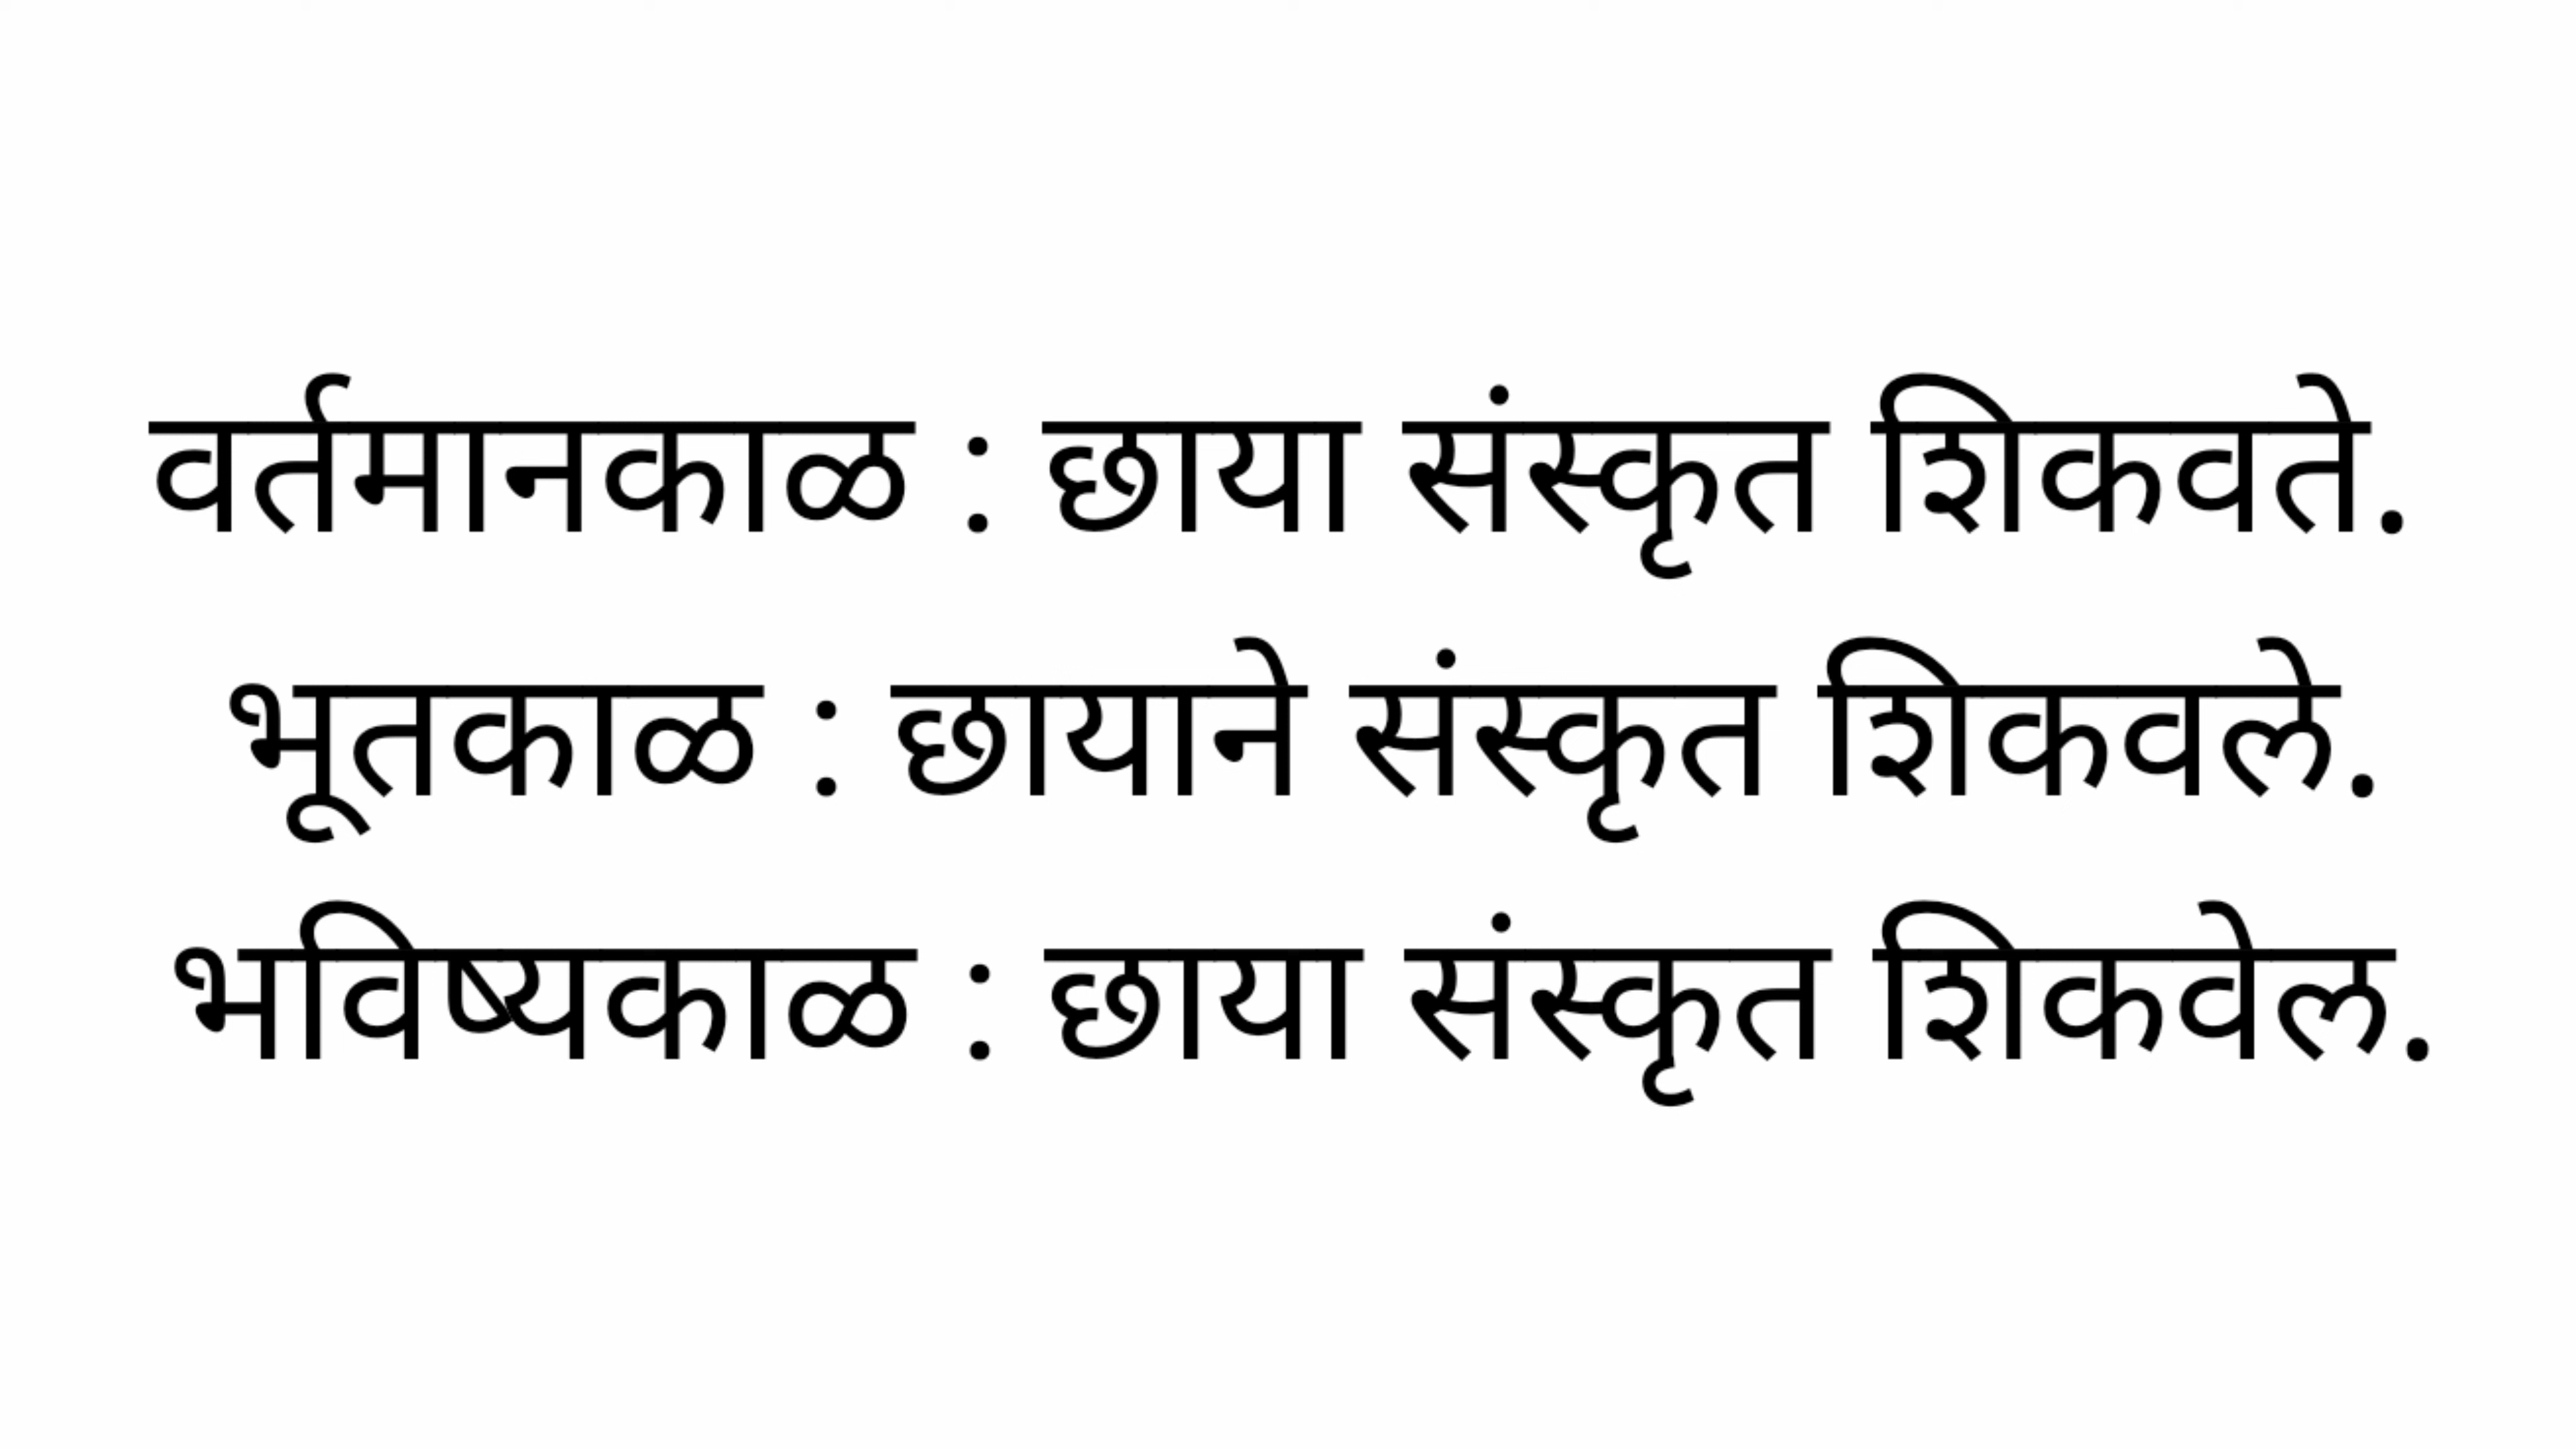 वर्तमानकाळ : छाया संस्कृत शिकवते.
भूतकाळ : छायाने संस्कृत शिकवले.
भविष्यकाळ : छाया संस्कृत शिकवेल.